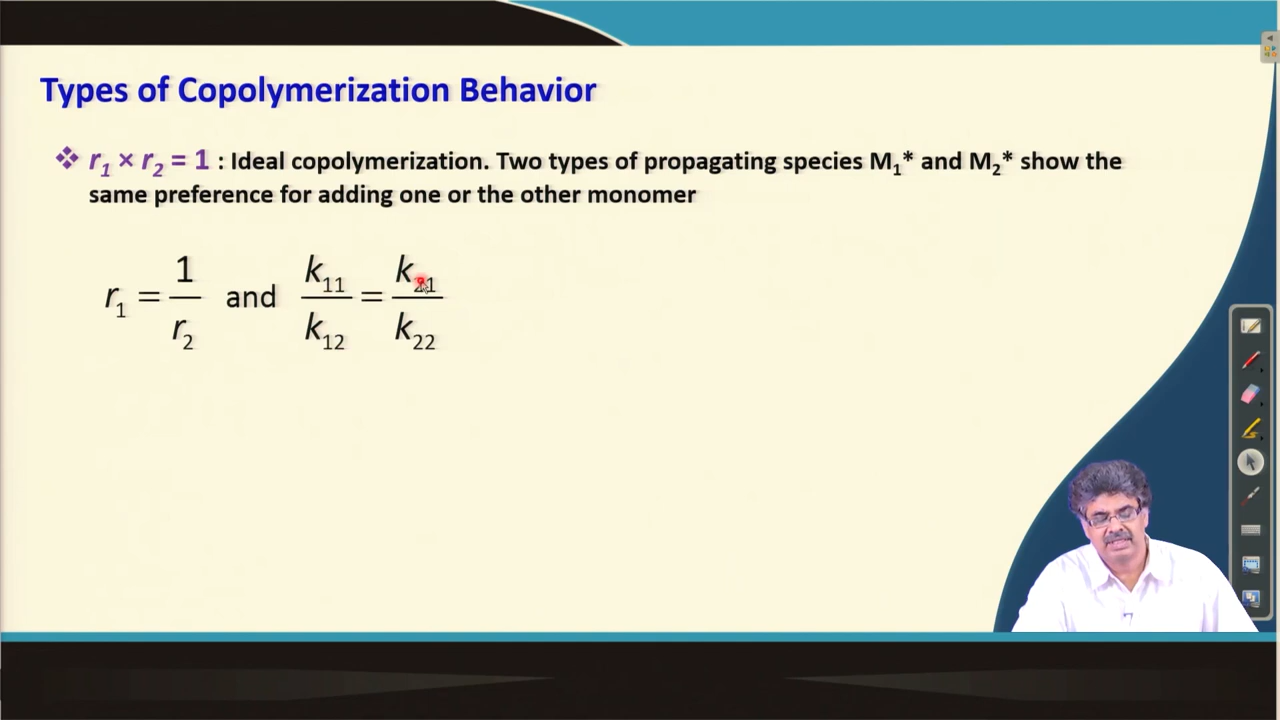 Types of Copolymerization Behavior
❖ r₁ × r₂ = 1 : Ideal copolymerization. Two types of propagating species M₁* and M₂* show the
same preference for adding one or the other monomer
r₁ = 1/r₂ and k₁₁/k₁₂ = k₂₁/k₂₂